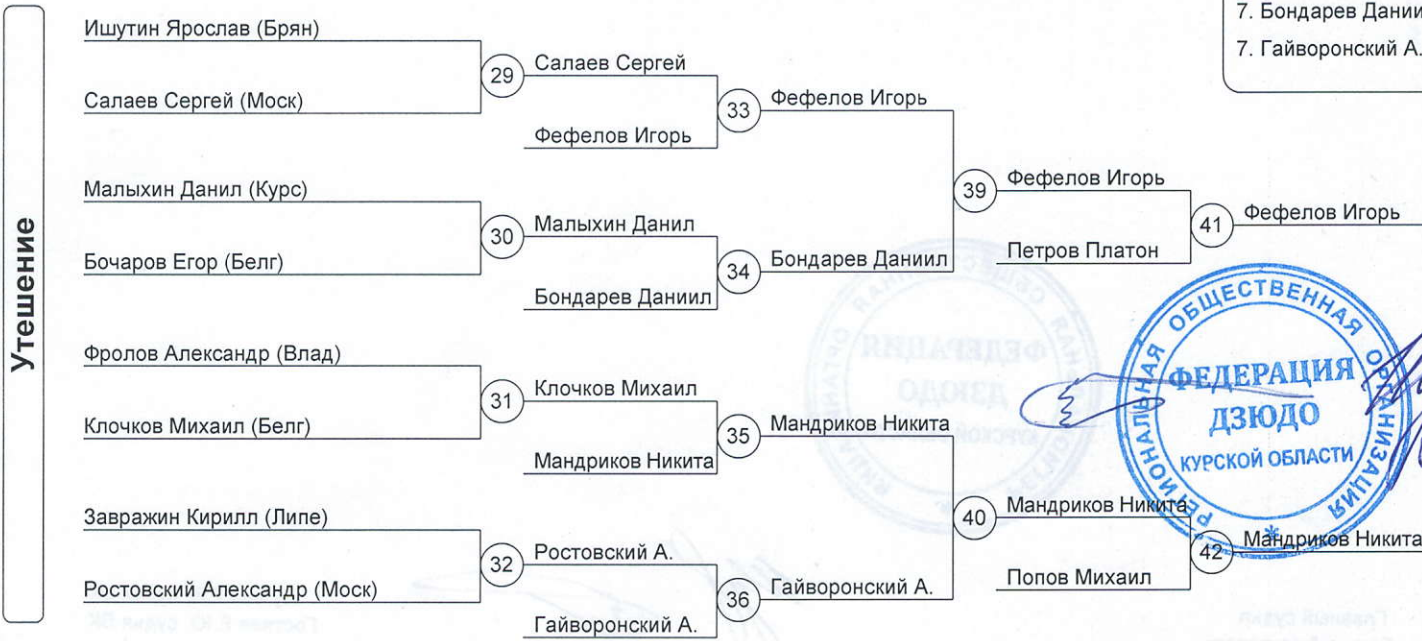 7. Бондарев Дании
7. Гайворонский А.
Утешение
Ишутин Ярослав (Брян)
Салаев Сергей (Моск)
29
Салаев Сергей
Фефелов Игорь
33
Фефелов Игорь
Малыхин Данил (Курс)
Бочаров Егор (Белг)
30
Малыхин Данил
Бондарев Даниил
34
Бондарев Даниил
39
Фефелов Игорь
Петров Платон
41
Фефелов Игорь
Фролов Александр (Влад)
Клочков Михаил (Белг)
31
Клочков Михаил
Мандриков Никита
35
Мандриков Никита
Завражин Кирилл (Липе)
Ростовский Александр (Моск)
32
Ростовский А.
Гайворонский А.
36
Гайворонский А.
40
Мандриков Никита
Попов Михаил
42
Мандриков Никита
РЕГИОНАЛЬНАЯ ОБЩЕСТВЕННАЯ ОРГАНИЗАЦИЯ
ФЕДЕРАЦИЯ
ДЗЮДО
КУРСКОЙ ОБЛАСТИ